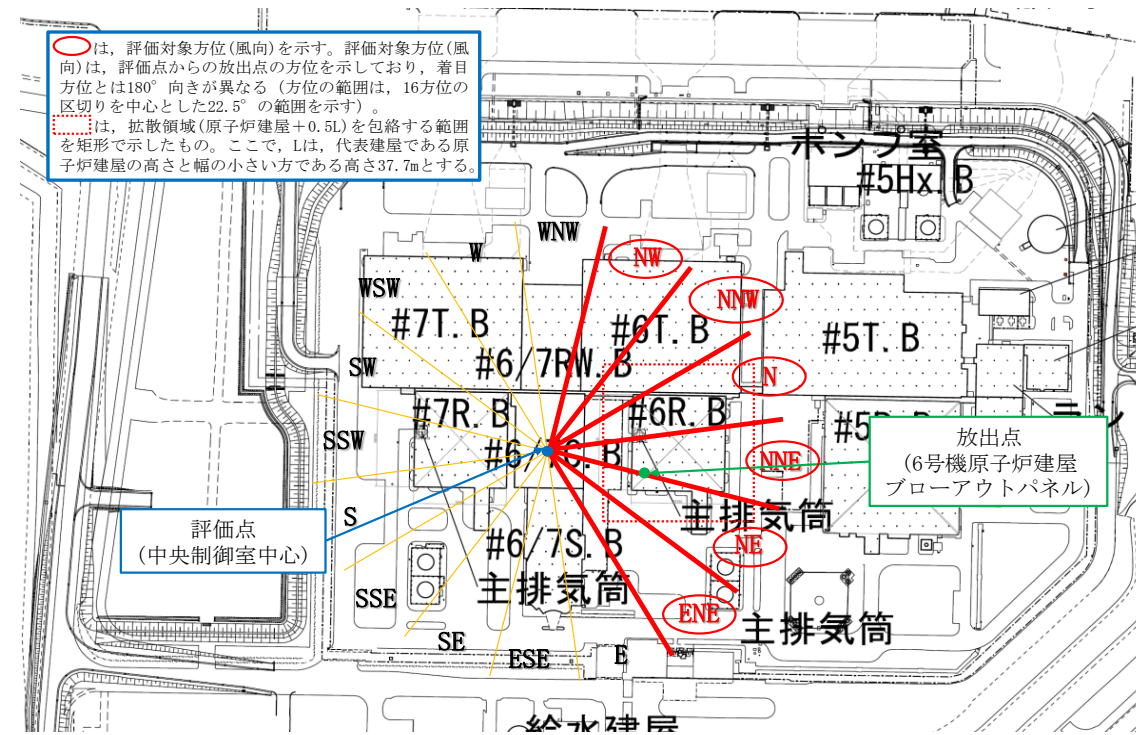 は，評価対象方位(風向)を示す。評価対象方位(風
向)は，評価点からの放出点の方位を示しており，着目
方位とは180°向きが異なる（方位の範囲は，16方位の
区切りを中心とした22.5°の範囲を示す）。
は，拡散領域(原子炉建屋＋0.5L)を包絡する範囲
を矩形で示したもの。ここで，Lは，代表建屋である原
子炉建屋の高さと幅の小さい方である高さ37.7mとする。
ポンプ室
#5Hx.B
WNW
W
NW
WSW
NNW
#7T.B
#6T.B
#5T.B
#6/7RW.B
SW
N
#7R.B
#6R.B
SSW
#6/7C.B
NNE
放出点
(6号機原子炉建屋
ブローアウトパネル)
S
主排気筒
評価点
(中央制御室中心)
#6/7S.B
NE
主排気筒
SSE
ENE
主排気筒
SE
ESE
E
給水建屋